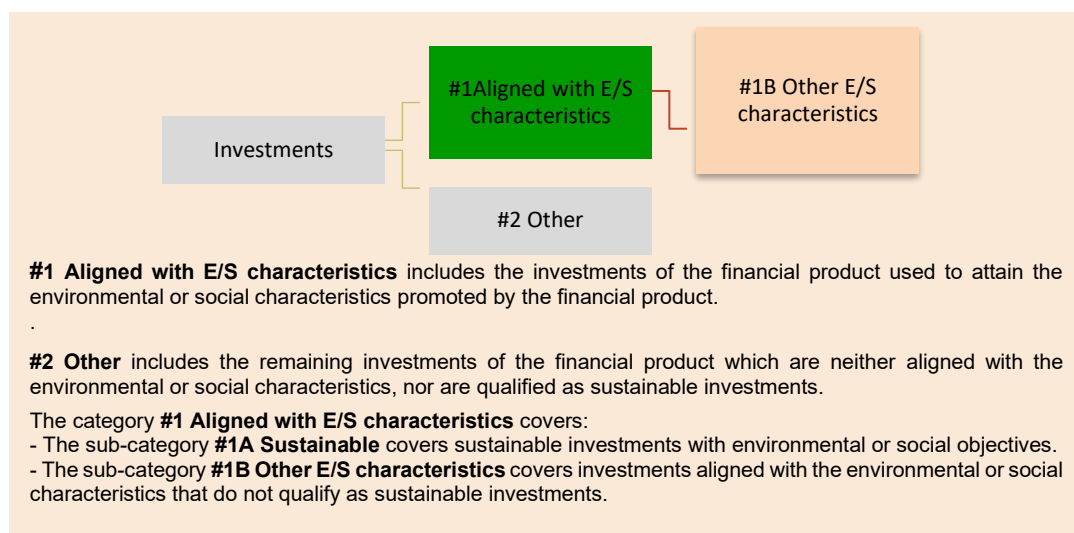 #1Aligned with E/S
characteristics
#1B Other E/S
characteristics
Investments
#2 Other
#1 Aligned with E/S characteristics includes the investments of the financial product used to attain the
environmental or social characteristics promoted by the financial product.
.
#2 Other includes the remaining investments of the financial product which are neither aligned with the
environmental or social characteristics, nor are qualified as sustainable investments.
The category #1 Aligned with E/S characteristics covers:
- The sub-category #1A Sustainable covers sustainable investments with environmental or social objectives.
- The sub-category #1B Other E/S characteristics covers investments aligned with the environmental or social
characteristics that do not qualify as sustainable investments.